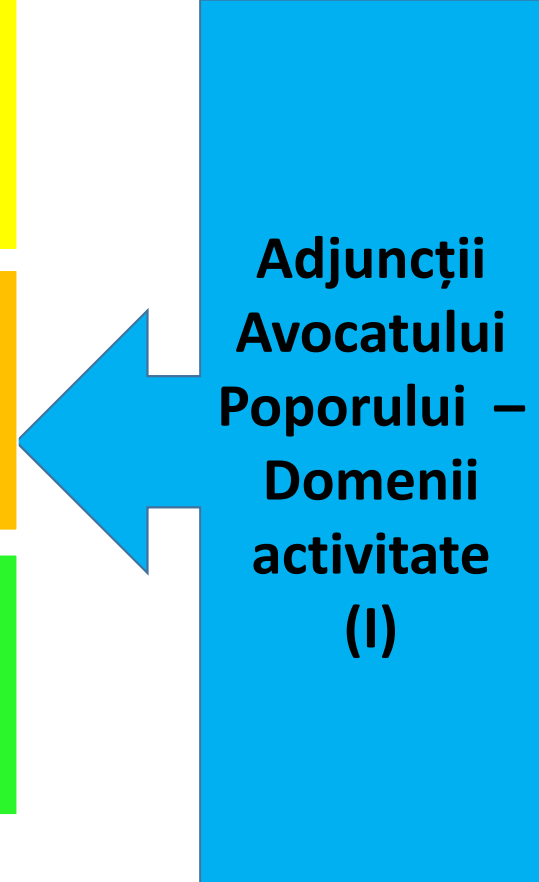 Adjuncții
Avocatului
Poporului –
Domenii
activitate
(I)